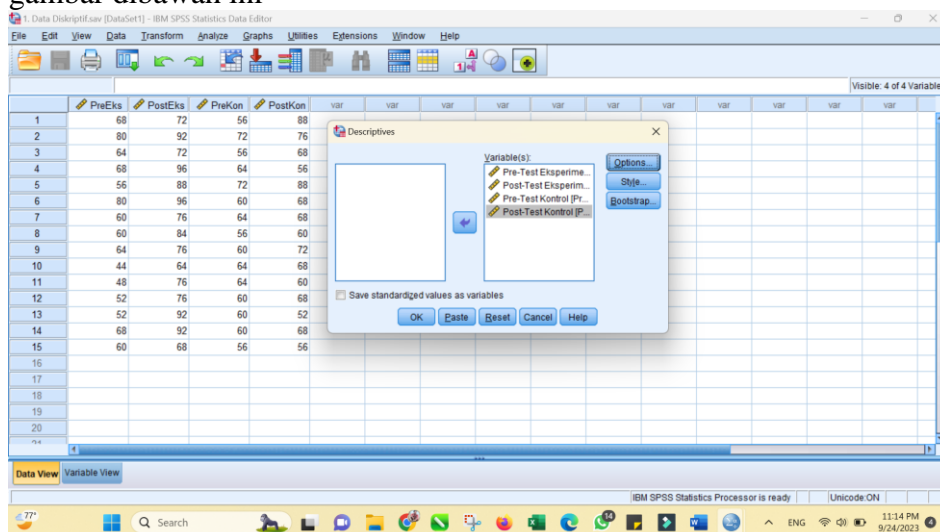 gambar dibawah ini
1. Data Diskriptif.sav [DataSet1] - IBM SPSS Statistics Data Editor
File Edit View Data Transform Analyze Graphs Utilities Extensions Window Help
Visible: 4 of 4 Variable
PreEks PostEks PreKon PostKon var var var var var var var var var var var
1 68 72 56 88
2 80 92 72 76
3 64 72 56 68
4 68 96 64 56
5 56 88 72 88
6 80 96 60 68
7 60 76 64 68
8 60 84 56 60
9 64 76 60 72
10 44 64 64 68
11 48 76 64 60
12 52 76 60 68
13 52 92 60 52
14 68 92 60 68
15 60 68 56 56
16
17
18
19
20
Descriptives
Variable(s):
Pre-Test Eksperime...
Post-Test Eksperim...
Pre-Test Kontrol [Pr...
Post-Test Kontrol [P...
Options...
Style...
Bootstrap...
Save standardized values as variables
OK Paste Reset Cancel Help
Data View Variable View
IBM SPSS Statistics Processor is ready Unicode:ON
77° Search ENG 11:14 PM
9/24/2023